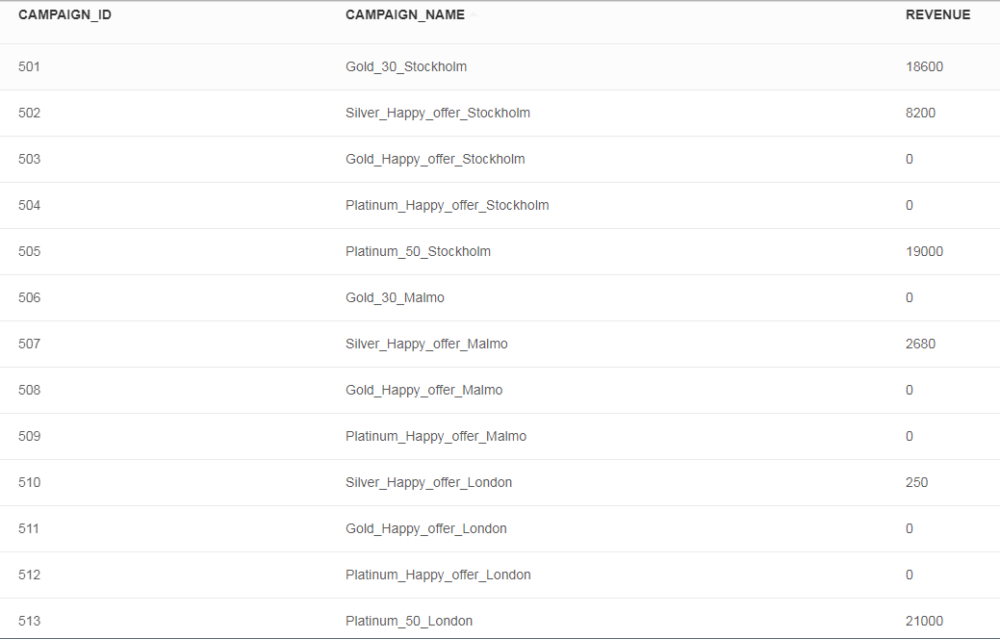 CAMPAIGN_ID CAMPAIGN_NAME REVENUE
501 Gold_30_Stockholm 18600
502 Silver_Happy_offer_Stockholm 8200
503 Gold_Happy_offer_Stockholm 0
504 Platinum_Happy_offer_Stockholm 0
505 Platinum_50_Stockholm 19000
506 Gold_30_Malmo 0
507 Silver_Happy_offer_Malmo 2680
508 Gold_Happy_offer_Malmo 0
509 Platinum_Happy_offer_Malmo 0
510 Silver_Happy_offer_London 250
511 Gold_Happy_offer_London 0
512 Platinum_Happy_offer_London 0
513 Platinum_50_London 21000